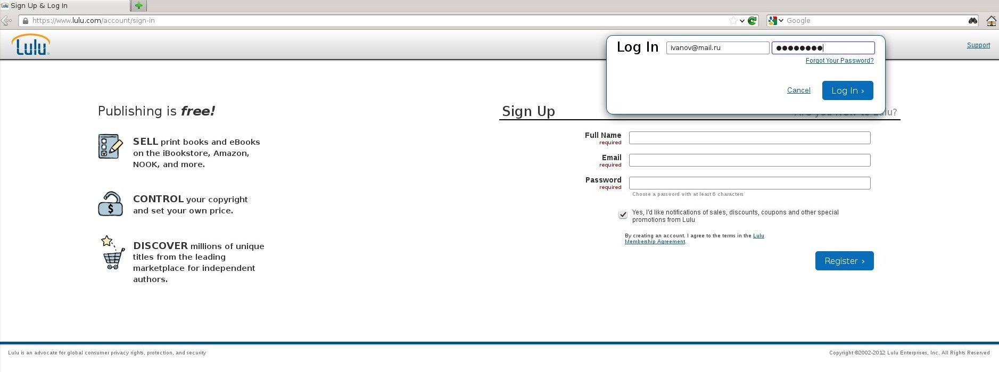 Sign Up & Log In
https://www.lulu.com/account/sign-in
Google
Lulu
Log In
ivanov@mail.ru
Support
Forgot Your Password?
Cancel
Log In ›
Publishing is free!
SELL print books and eBooks
on the iBookstore, Amazon,
NOOK, and more.
CONTROL your copyright
and set your own price.
DISCOVER millions of unique
titles from the leading
marketplace for independent
authors.
Sign Up
Are you new to Lulu?
Full Name
required
Email
required
Password
required
Choose a password with at least 6 characters
Yes, I'd like notifications of sales, discounts, coupons and other special
promotions from Lulu
By creating an account. I agree to the terms in the Lulu
Membership Agreement.
Register ›
Lulu is an advocate for global consumer privacy rights, protection, and security
Copyright ©2002-2012 Lulu Enterprises, Inc. All Rights Reserved